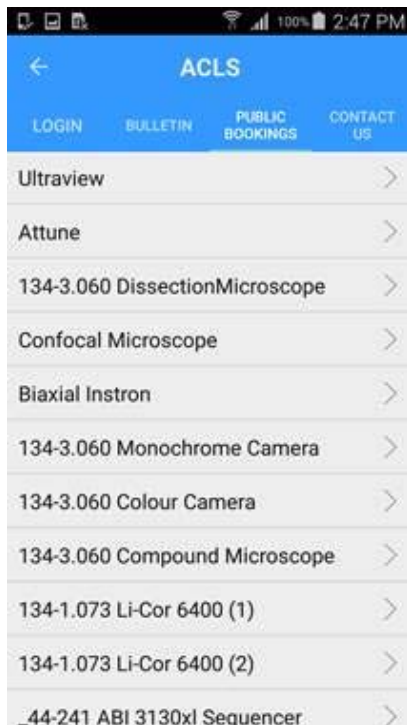 100% 2:47 PM
ACLS
LOGIN
BULLETIN
PUBLIC
BOOKINGS
CONTACT
US
Ultraview
Attune
134-3.060 DissectionMicroscope
Confocal Microscope
Biaxial Instron
134-3.060 Monochrome Camera
134-3.060 Colour Camera
134-3.060 Compound Microscope
134-1.073 Li-Cor 6400 (1)
134-1.073 Li-Cor 6400 (2)
_44-241 ABI 3130xl Sequencer